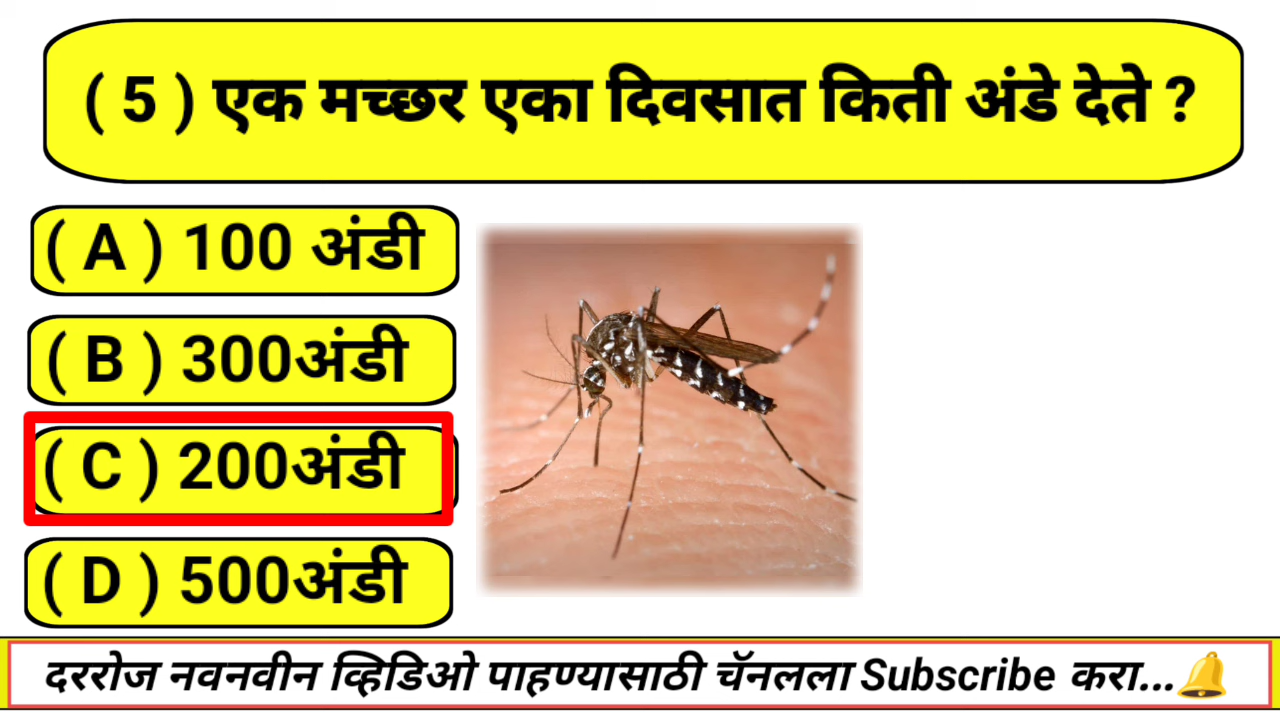 ( 5 ) एक मच्छर एका दिवसात किती अंडे देते ?
( A ) 100 अंडी
( B ) 300अंडी
( C ) 200अंडी
( D ) 500अंडी
दररोज नवनवीन व्हिडिओ पाहण्यासाठी चॅनलला Subscribe करा...🔔